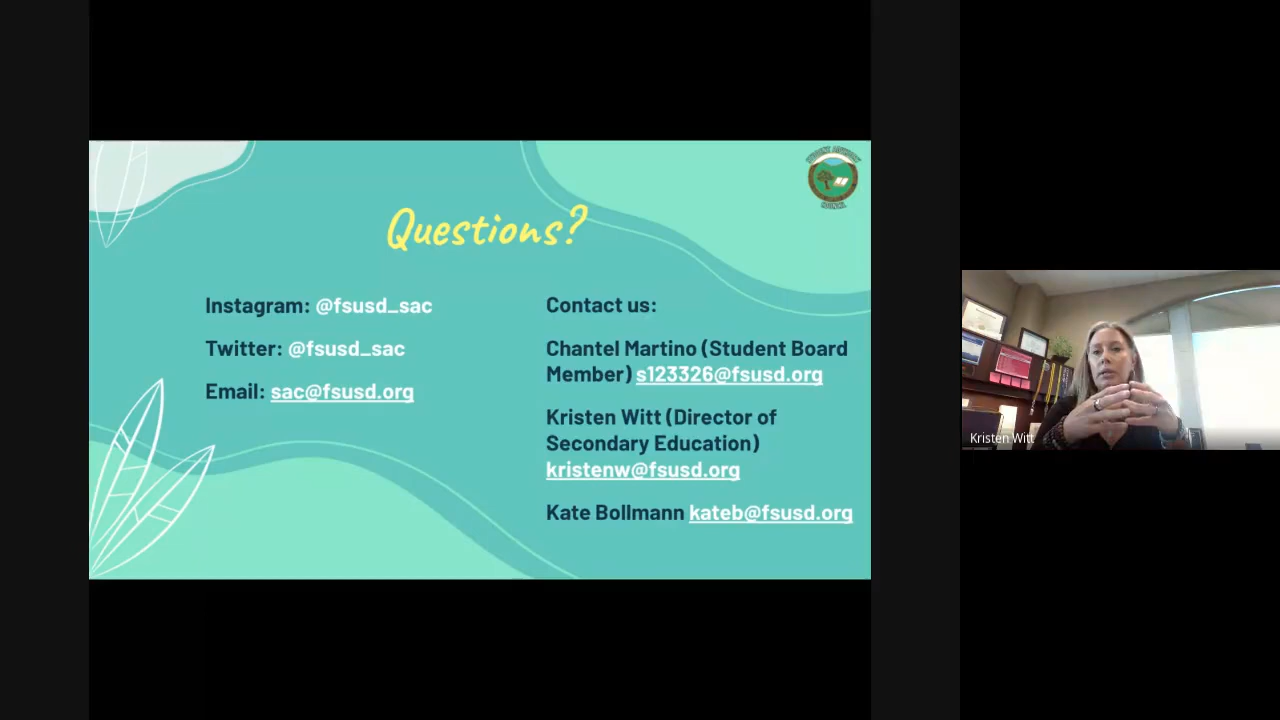 Questions?
Instagram: @fsusd_sac
Twitter: @fsusd_sac
Email: sac@fsusd.org
Contact us:
Chantel Martino (Student Board
Member) s123326@fsusd.org
Kristen Witt (Director of
Secondary Education)
kristenw@fsusd.org
Kate Bollmann kateb@fsusd.org
Kristen Witt